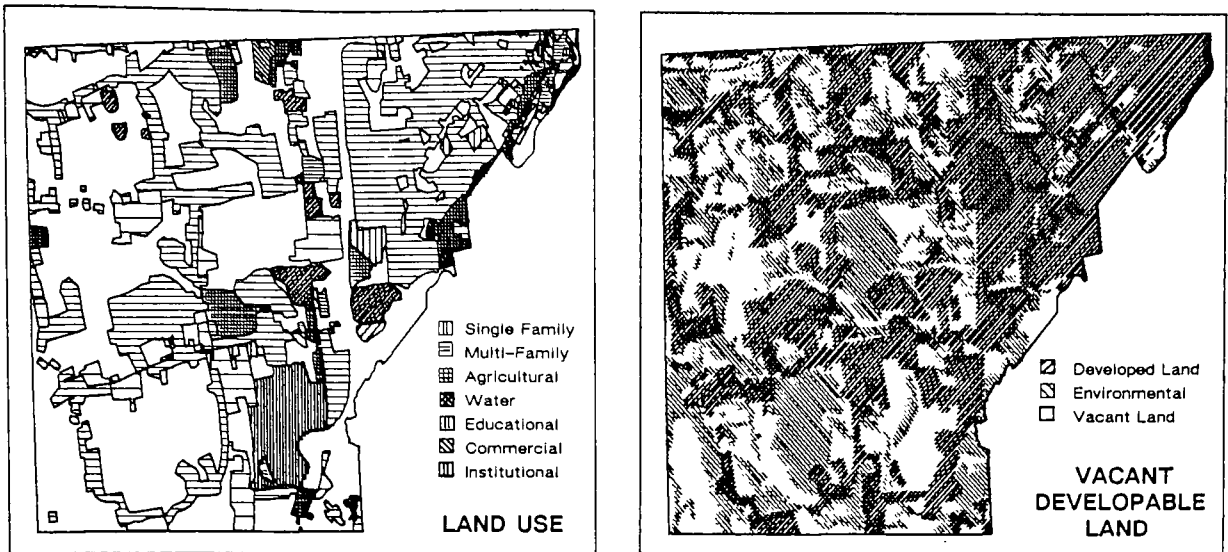 Single Family
Multi-Family
Agricultural
Water
Educational
Commercial
Institutional
LAND USE
Developed Land
Environmental
Vacant Land
VACANT
DEVELOPABLE
LAND